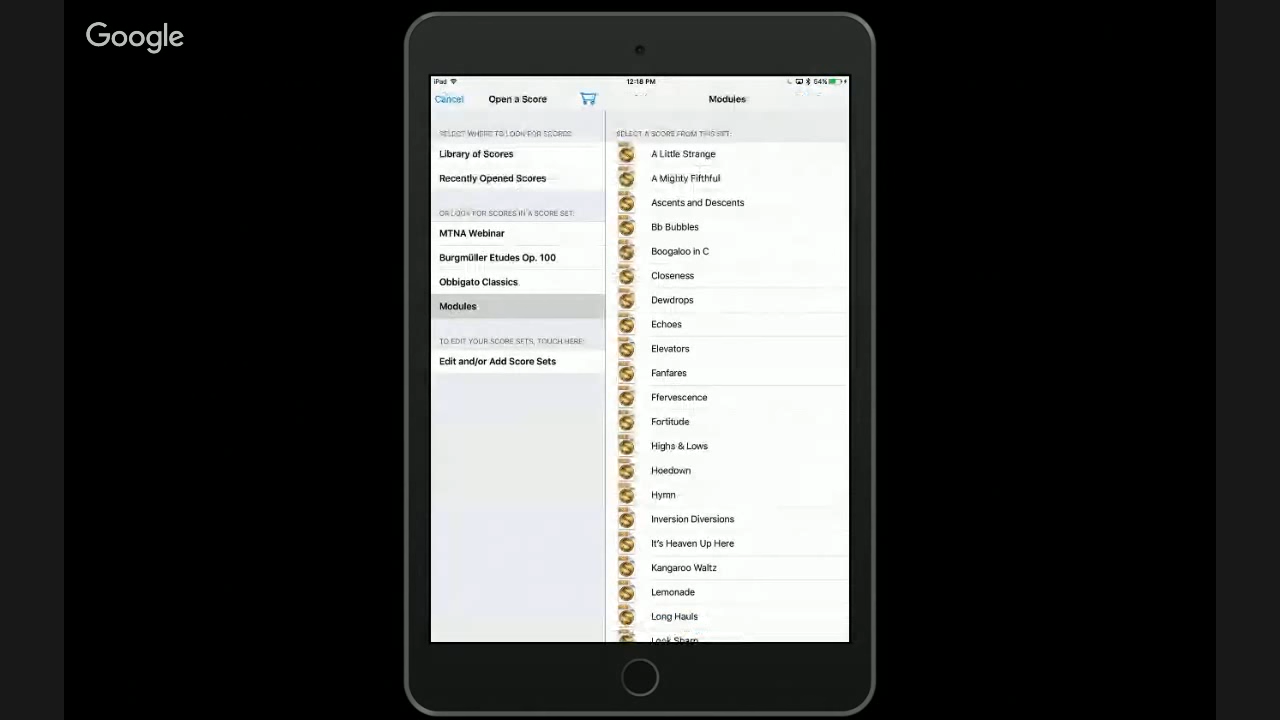 Google
iPad 12:18 PM 54%
Cancel Open a Score Modules
SELECT WHERE TO LOOK FOR SCORES:
Library of Scores
Recently Opened Scores
OR LOOK FOR SCORES IN A SCORE SET:
MTNA Webinar
Burgmüller Etudes Op. 100
Obbigato Classics
Modules
TO EDIT YOUR SCORE SETS, TOUCH HERE:
Edit and/or Add Score Sets
SELECT A SCORE FROM THIS SET:
A Little Strange
A Mighty Fifthful
Ascents and Descents
Bb Bubbles
Boogaloo in C
Closeness
Dewdrops
Echoes
Elevators
Fanfares
Ffervescence
Fortitude
Highs & Lows
Hoedown
Hymn
Inversion Diversions
It's Heaven Up Here
Kangaroo Waltz
Lemonade
Long Hauls
Look Sharp